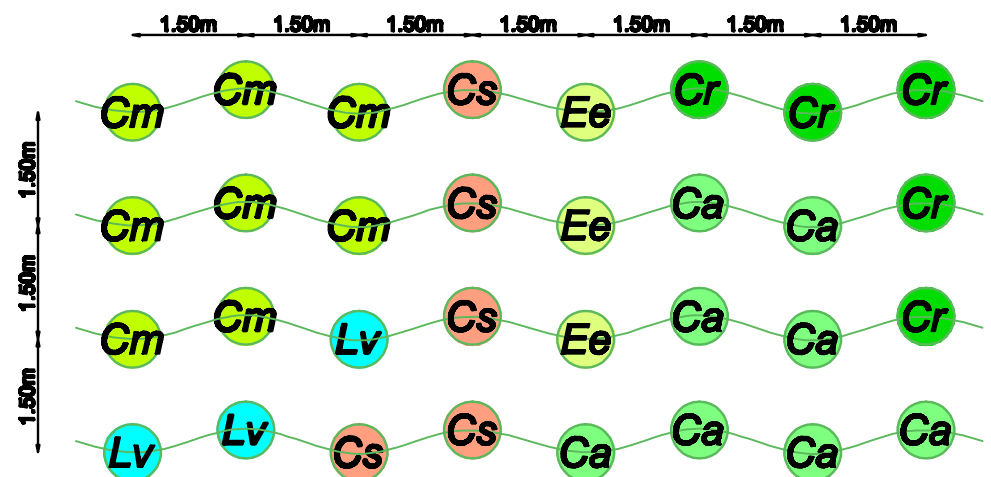 1.50m 1.50m 1.50m 1.50m 1.50m 1.50m 1.50m
Cm Cm Cm Cs Ee Cr Cr Cr
1.50m
Cm Cm Cm Cs Ee Ca Ca Cr
1.50m
Cm Cm Lv Cs Ee Ca Ca Cr
1.50m
Lv Lv Cs Cs Ca Ca Ca Ca